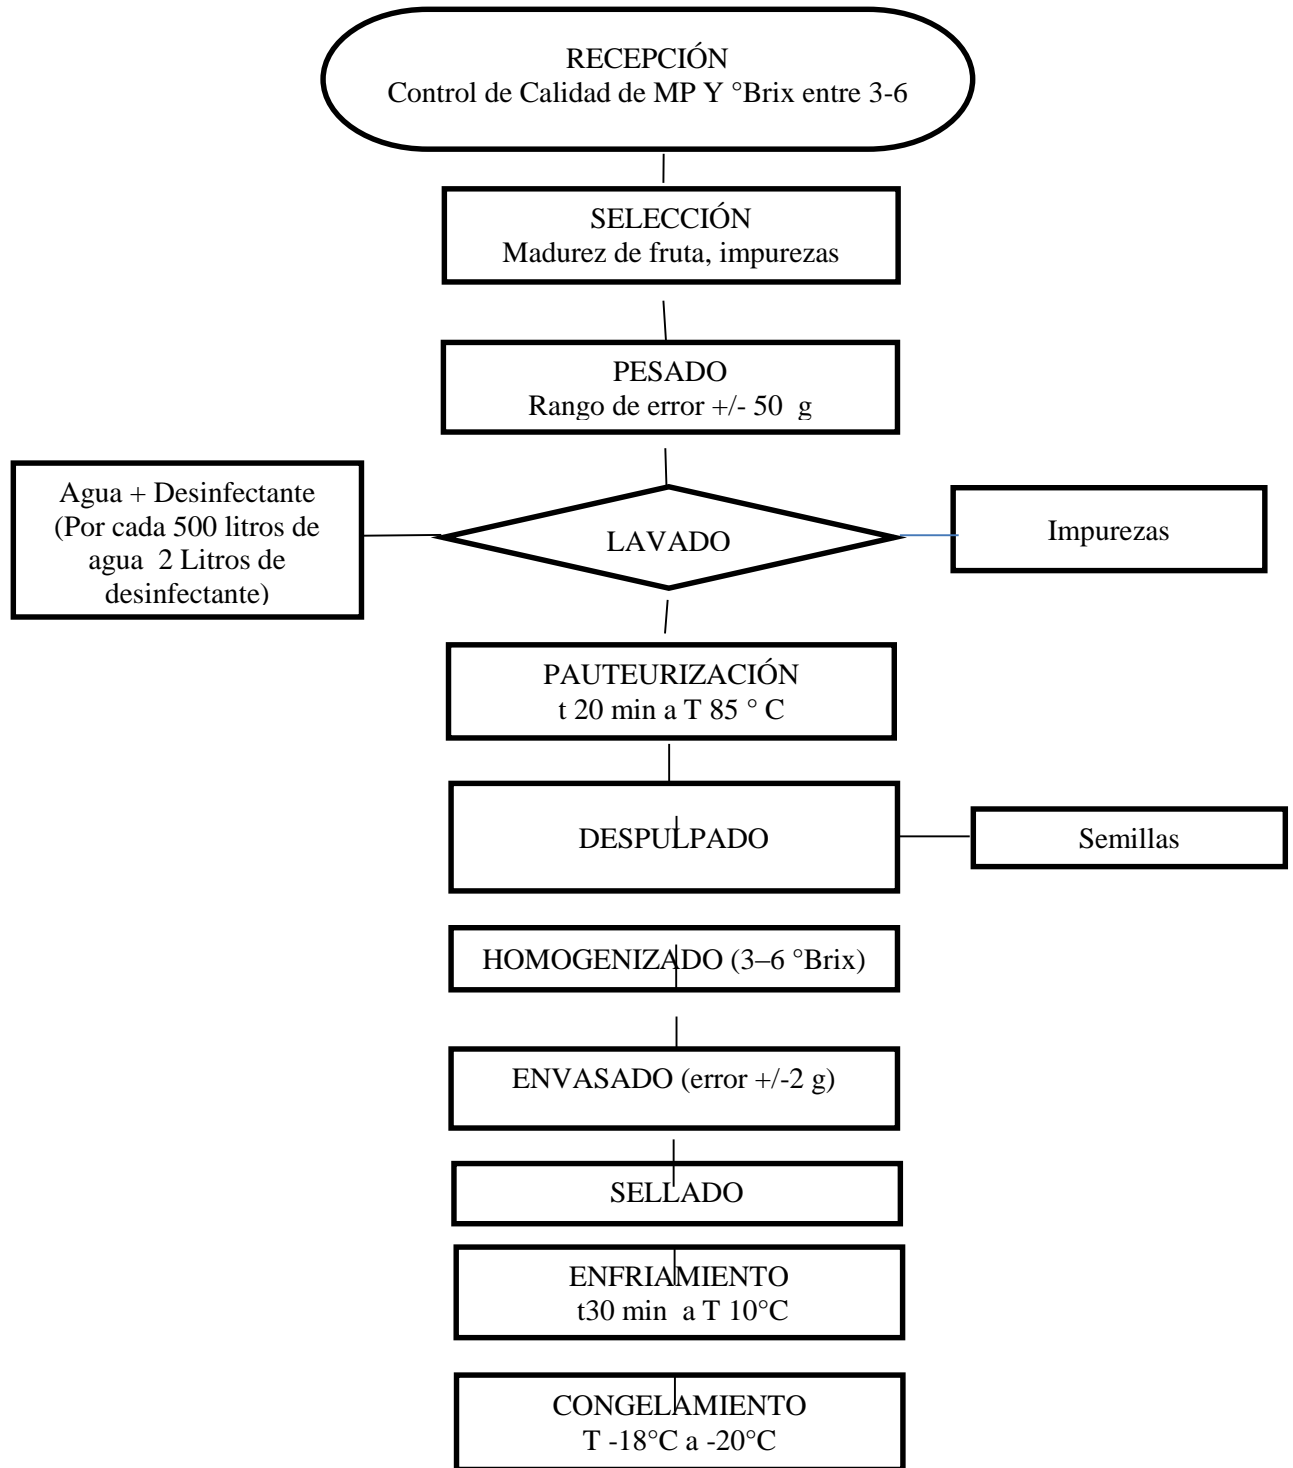 RECEPCIÓN
Control de Calidad de MP Y °Brix entre 3-6
SELECCIÓN
Madurez de fruta, impurezas
PESADO
Rango de error +/- 50 g
Agua + Desinfectante
(Por cada 500 litros de
agua 2 Litros de
desinfectante)
LAVADO
Impurezas
PAUTEURIZACIÓN
t 20 min a T 85 ° C
DESPULPADO
Semillas
HOMOGENIZADO (3–6 °Brix)
ENVASADO (error +/-2 g)
SELLADO
ENFRIAMIENTO
t30 min a T 10°C
CONGELAMIENTO
T -18°C a -20°C